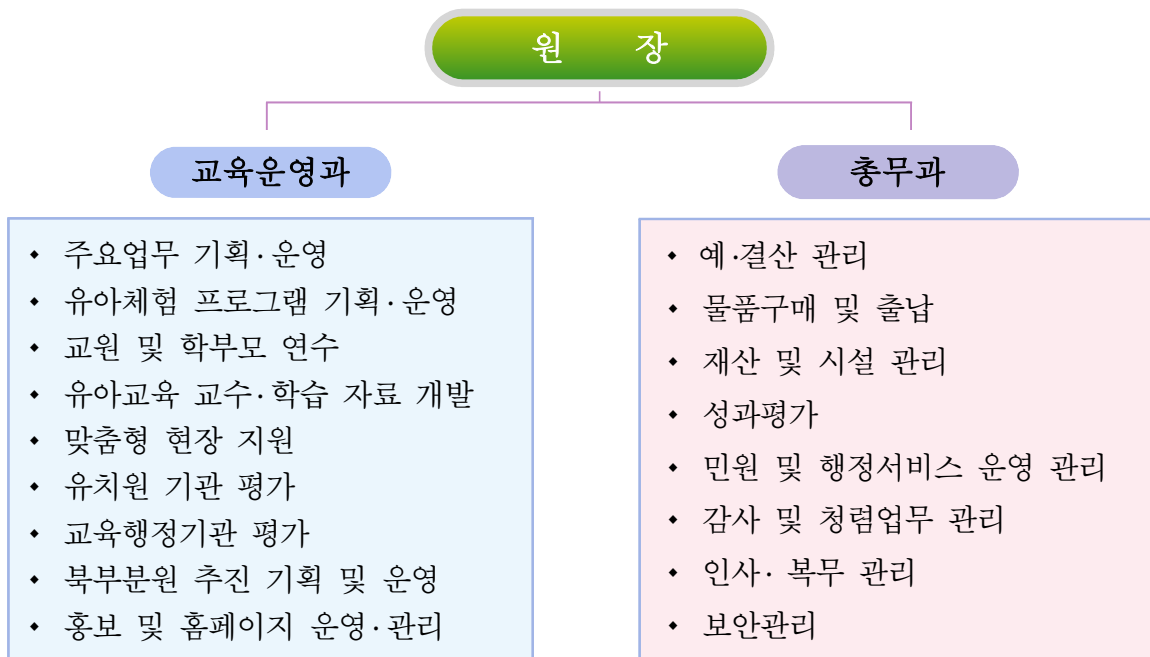 원 장
교육운영과
◆ 주요업무 기획·운영
◆ 유아체험 프로그램 기획·운영
◆ 교원 및 학부모 연수
◆ 유아교육 교수·학습 자료 개발
◆ 맞춤형 현장 지원
◆ 유치원 기관 평가
◆ 교육행정기관 평가
◆ 북부분원 추진 기획 및 운영
◆ 홍보 및 홈페이지 운영·관리
총무과
◆ 예·결산 관리
◆ 물품구매 및 출납
◆ 재산 및 시설 관리
◆ 성과평가
◆ 민원 및 행정서비스 운영 관리
◆ 감사 및 청렴업무 관리
◆ 인사· 복무 관리
◆ 보안관리